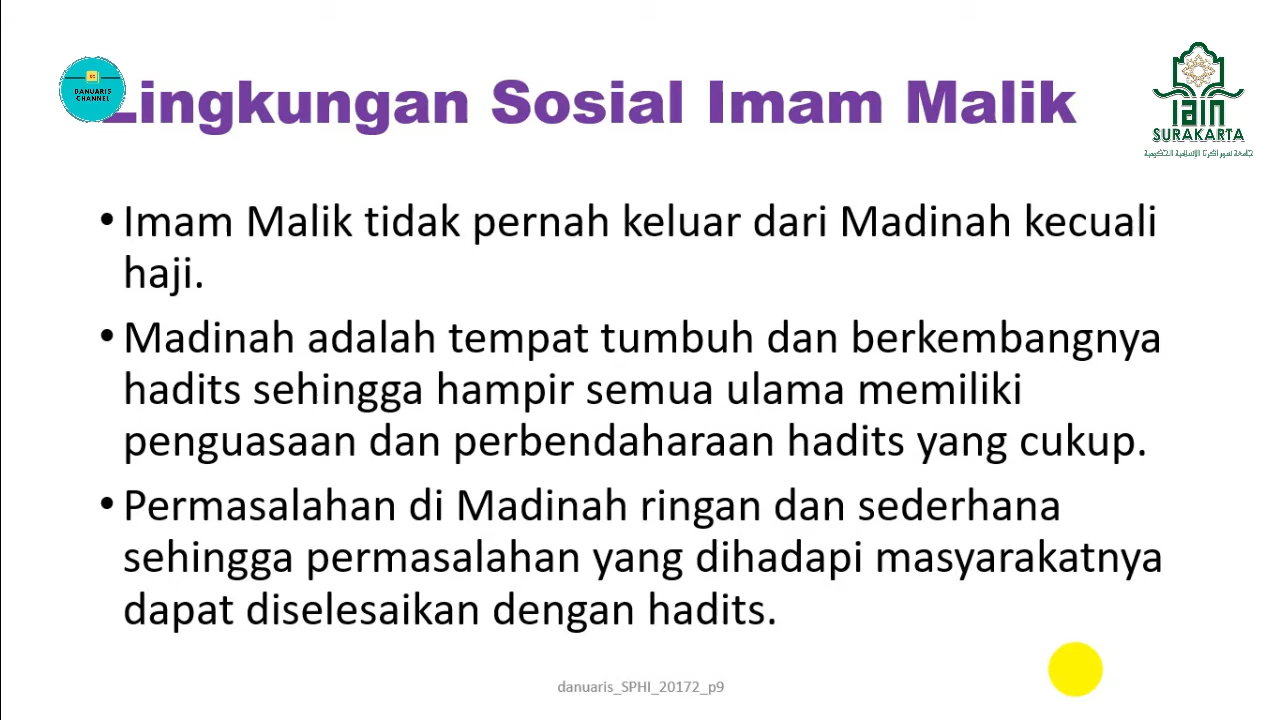 DANUARIS
CHANNEL
Lingkungan Sosial Imam Malik
iain
SURAKARTA
• Imam Malik tidak pernah keluar dari Madinah kecuali
haji.
• Madinah adalah tempat tumbuh dan berkembangnya
hadits sehingga hampir semua ulama memiliki
penguasaan dan perbendaharaan hadits yang cukup.
• Permasalahan di Madinah ringan dan sederhana
sehingga permasalahan yang dihadapi masyarakatnya
dapat diselesaikan dengan hadits.
danuaris_SPHI_20172_p9